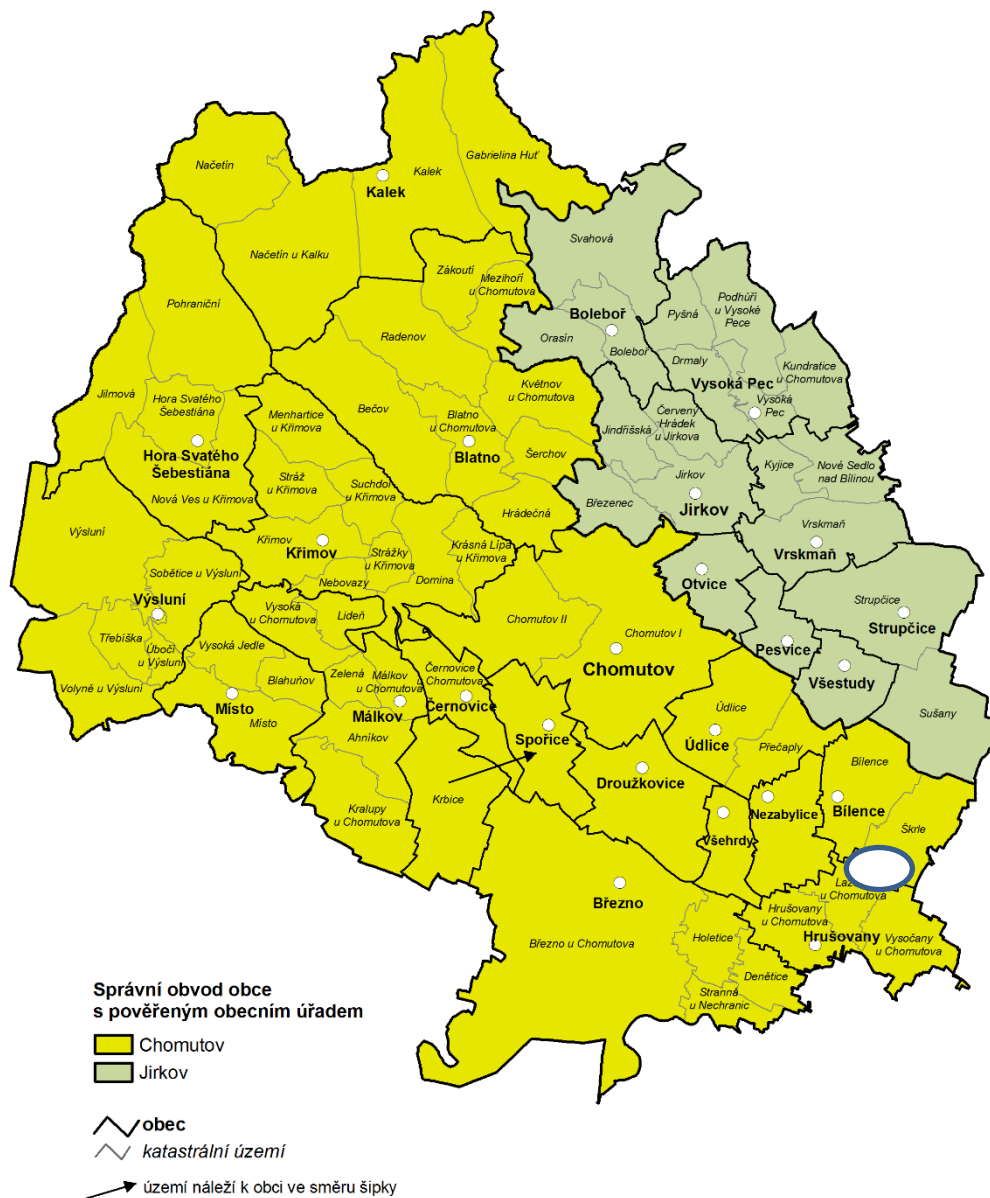 Načetín
Gabrielina Huť
Kalek
Kalek
Svahová
Načetín u Kalku
Zákoutí
Mezihoří
u Chomutova
Pohraniční
Podhůří
u Vysoké
Pece
Pyšná
Boleboř
Radenov
Orasín
Boleboř
Drmaly
Kundratice
u Chomutova
Vysoká Pec
Vysoká
Pec
Jilmová
Hora Svatého
Šebestiána
Květnov
u Chomutova
Bečov
Menhartice
u Křimova
Blatno
u Chomutova
Červený
Hrádek
u Jirkova
Jindřišská
Hora Svatého
Šebestiána
Blatno
Šerchov
Kyjice
Nové Sedlo
nad Bílinou
Stráž
u Křimova
Suchdol
u Křimova
Jirkov
Jirkov
Nová Ves u Křimova
Březenec
Hrádečná
Vrskmaň
Vrskmaň
Výsluní
Křimov
Křimov
Strážky
u Křimova
Krásná Lípa
u Křimova
Sobětice u Výsluní
Nebovazy
Domina
Otvice
Strupčice
Strupčice
Výsluní
Vysoká
u Chomutova
Lideň
Chomutov II
Chomutov I
Třebíška
Úbočí
u Výsluní
Vysoká Jedle
Pesvice
Chomutov
Zelená
Málkov
u Chomutova
Černovice
u Chomutova
Volyně u Výsluní
Blahuňov
Všestudy
Místo
Místo
Málkov
Černovice
Údlice
Sušany
Ahníkov
Spořice
Údlice
Přečaply
Bílence
Krbice
Droužkovice
Kralupy
u Chomutova
Všehrdy
Nezabylice
Bílence
Škrle
Březno
u Chomutova
Hrušovany
u Chomutova
Březno u Chomutova
Holetice
Hrušovany
Vysočany
u Chomutova
Denětice
Stranná
u Nechranic
Správní obvod obce
s pověřeným obecním úřadem
Chomutov
Jirkov
obec
katastrální území
území náleží k obci ve směru šipky